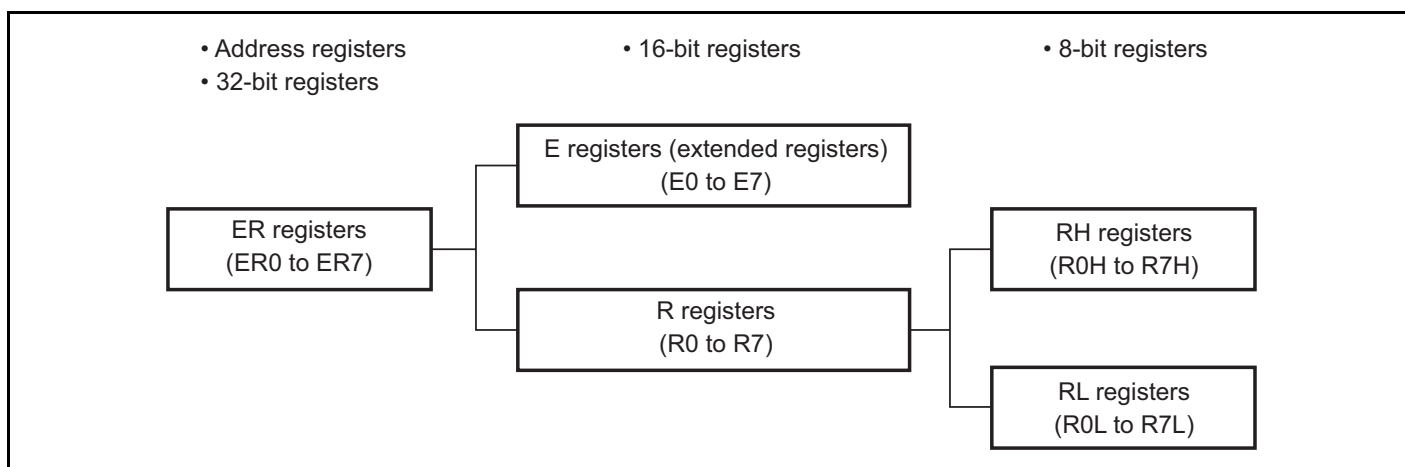 • Address registers
• 32-bit registers
• 16-bit registers
• 8-bit registers
E registers (extended registers)
(E0 to E7)
ER registers
(ER0 to ER7)
RH registers
(R0H to R7H)
R registers
(R0 to R7)
RL registers
(R0L to R7L)